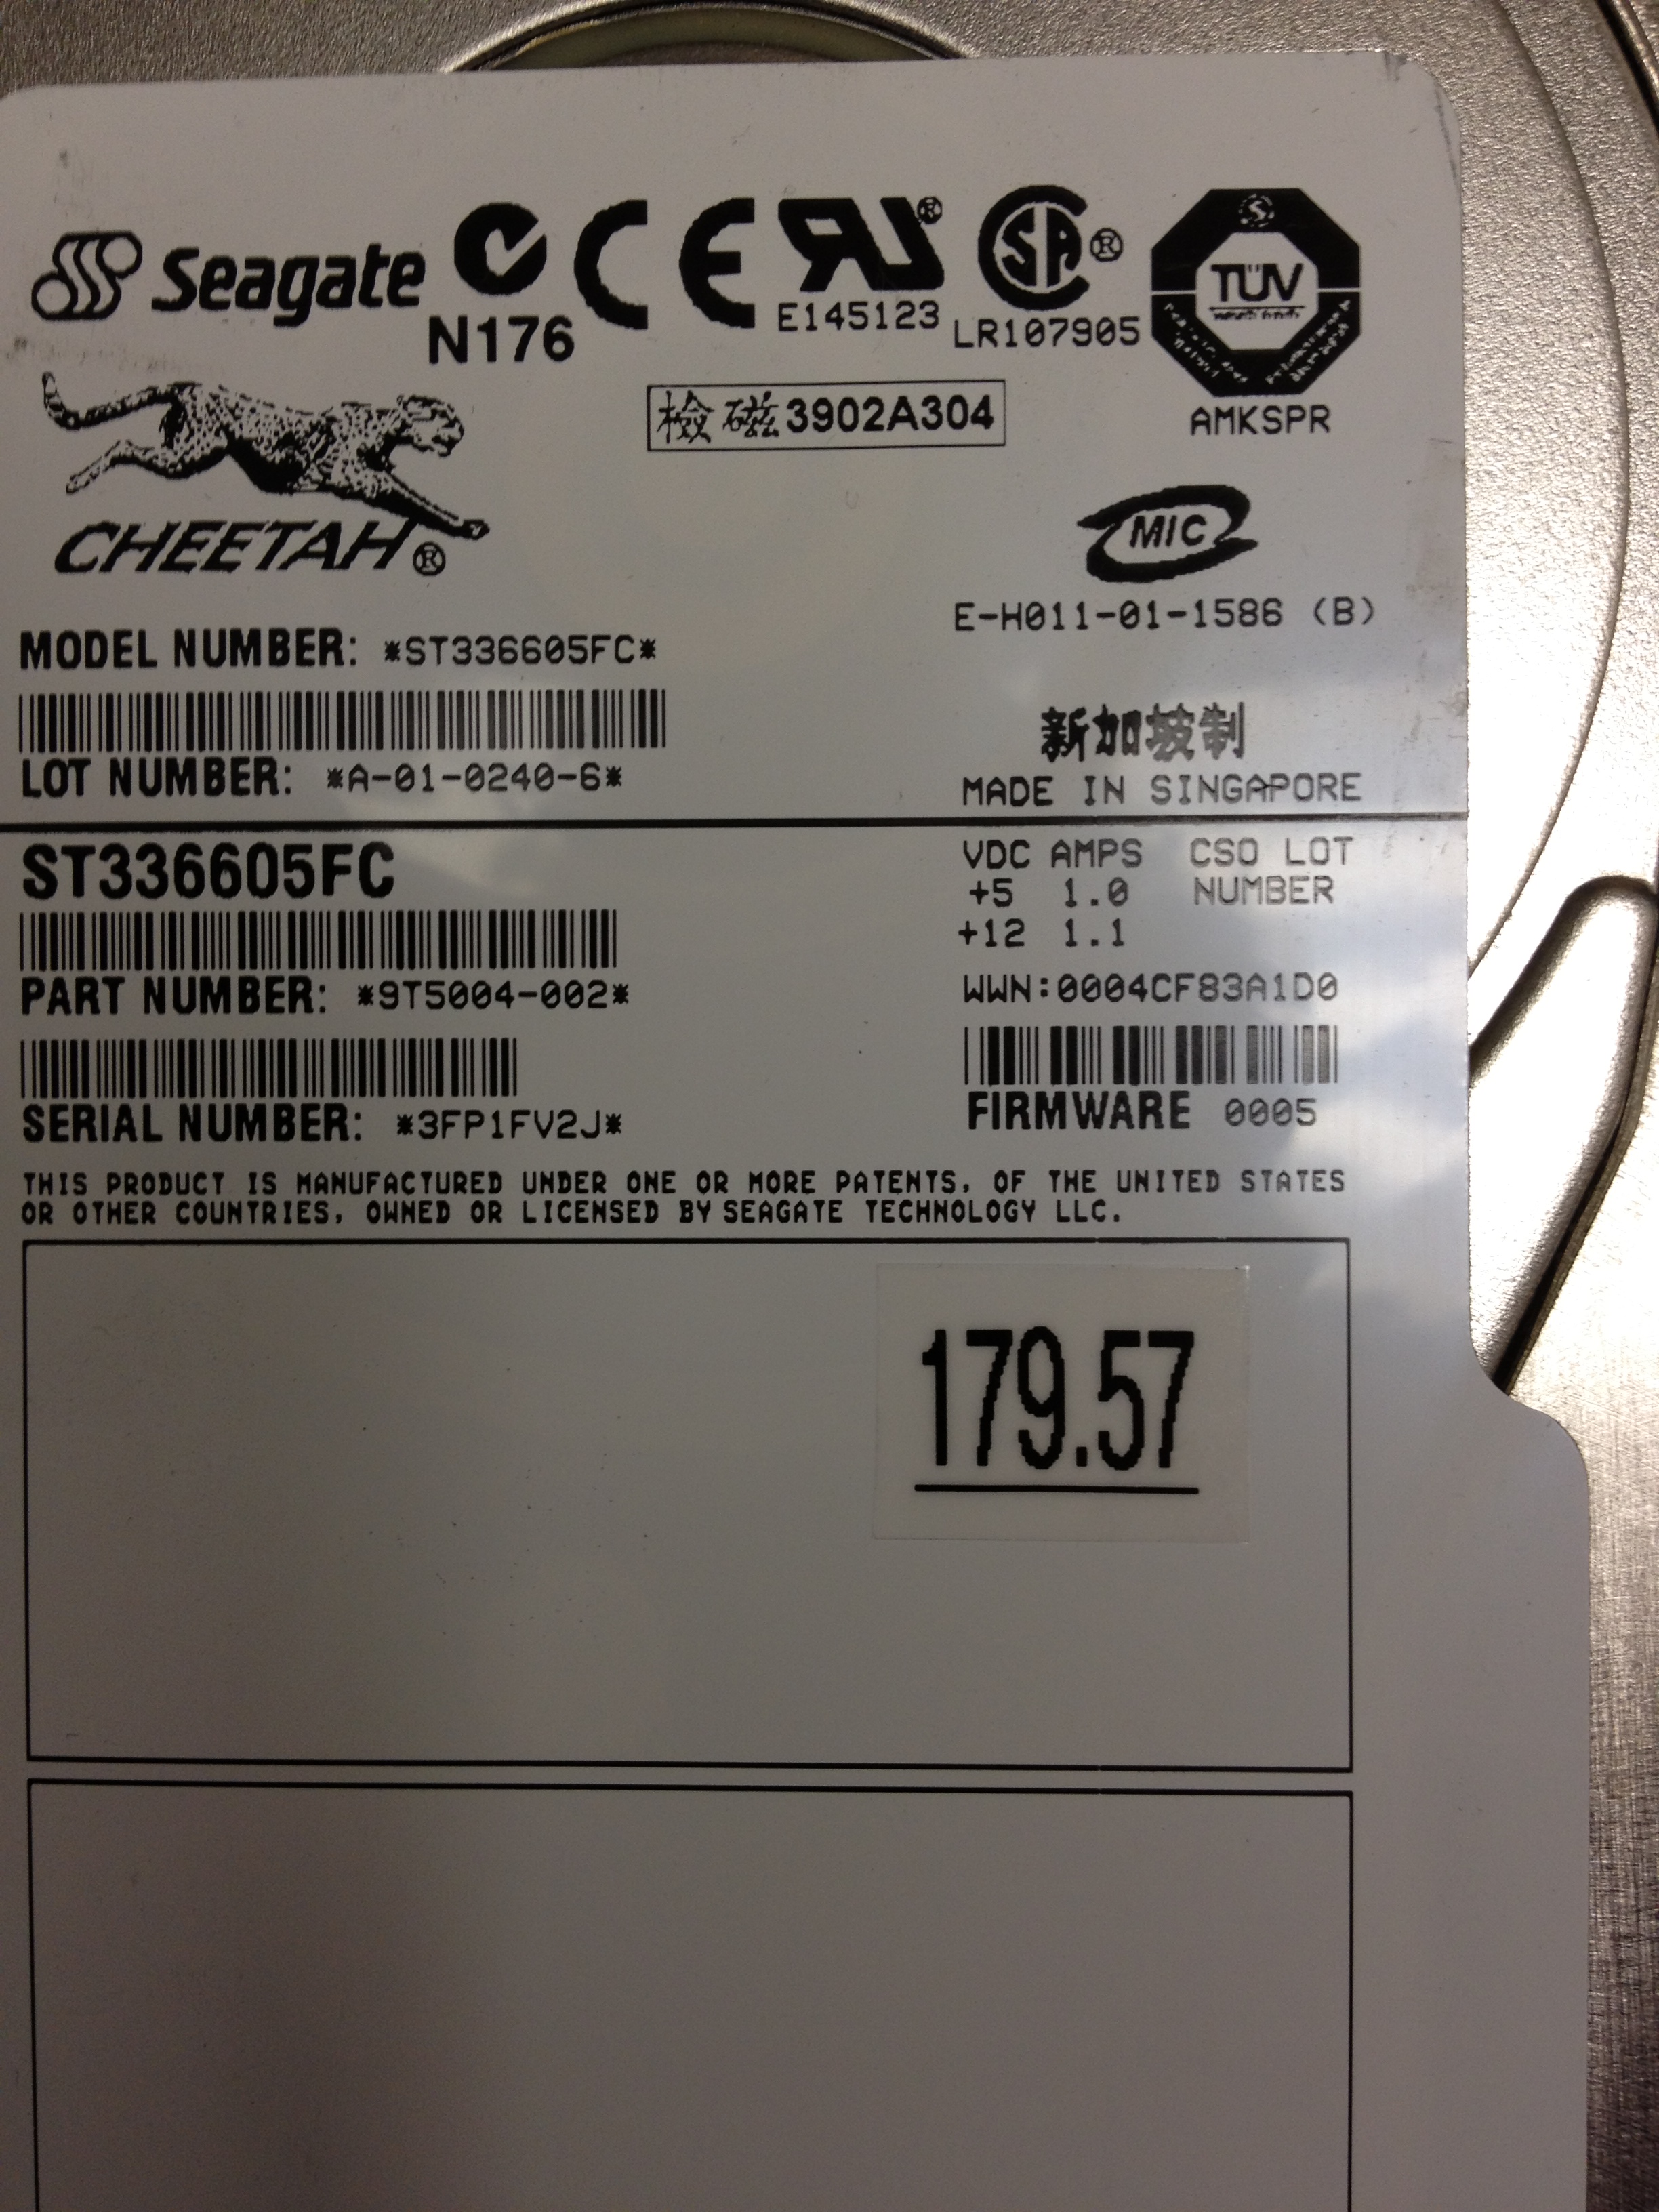 Seagate
N176
E145123
LR107905
TÜV
AMKSPR
CHEETAH®
檢磁3902A304
MIC
E-H011-01-1586 (B)
MODEL NUMBER: *ST336605FC*
LOT NUMBER: *A-01-0240-6*
新加坡制
MADE IN SINGAPORE
ST336605FC
VDC AMPS CSO LOT
+5 1.0 NUMBER
+12 1.1
PART NUMBER: *9T5004-002*
WWN:0004CF83A1D0
SERIAL NUMBER: *3FP1FV2J*
FIRMWARE 0005
THIS PRODUCT IS MANUFACTURED UNDER ONE OR MORE PATENTS, OF THE UNITED STATES
OR OTHER COUNTRIES, OWNED OR LICENSED BY SEAGATE TECHNOLOGY LLC.
179.57